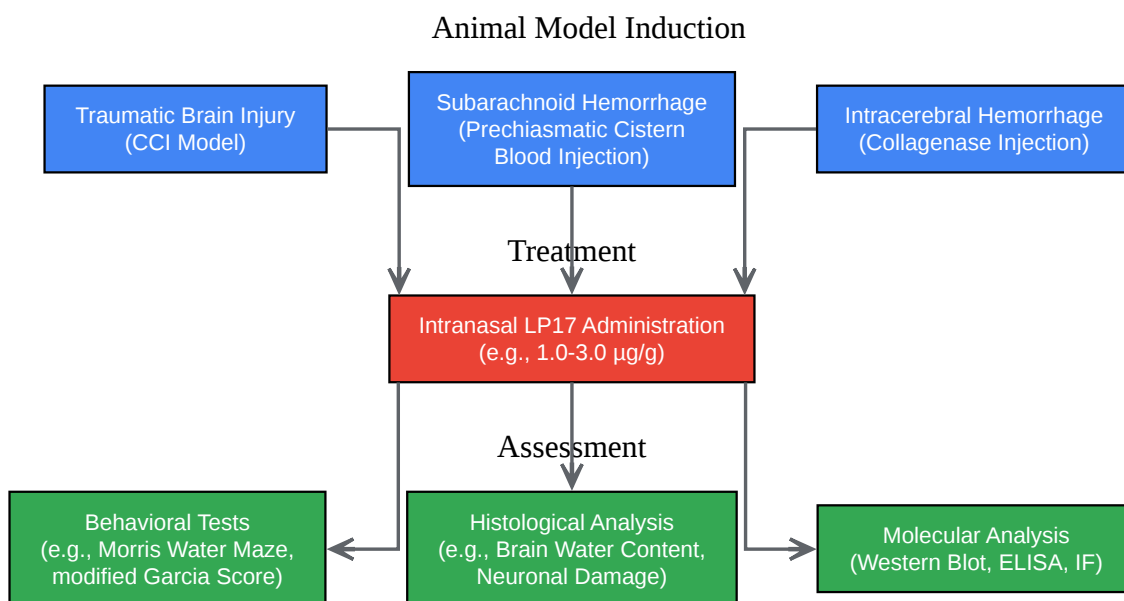 Animal Model Induction
Traumatic Brain Injury
(CCI Model)
Subarachnoid Hemorrhage
(Prechiasmatic Cistern
Blood Injection)
Intracerebral Hemorrhage
(Collagenase Injection)
Treatment
Intranasal LP17 Administration
(e.g., 1.0-3.0 µg/g)
Assessment
Behavioral Tests
(e.g., Morris Water Maze,
modified Garcia Score)
Histological Analysis
(e.g., Brain Water Content,
Neuronal Damage)
Molecular Analysis
(Western Blot, ELISA, IF)